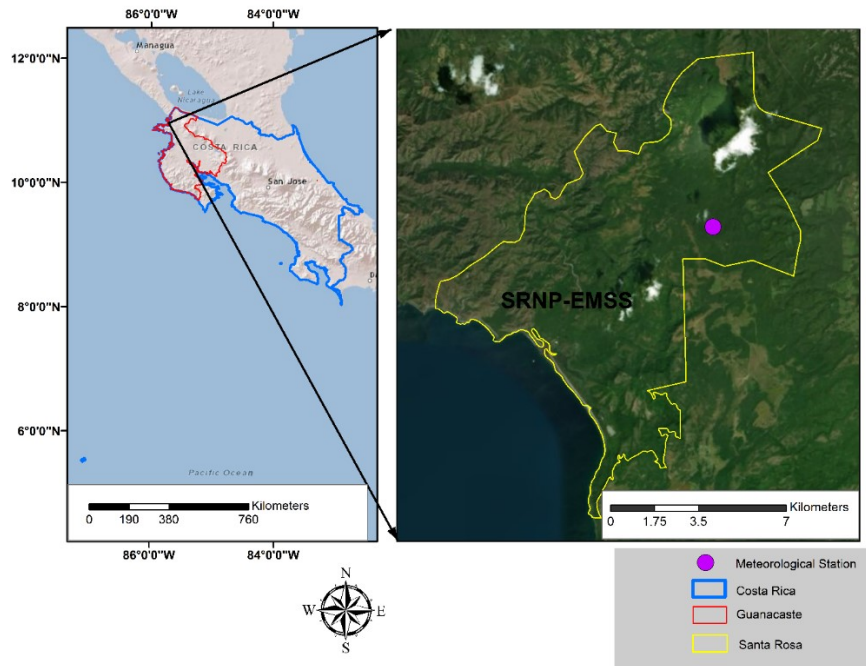 86°0'0"W 84°0'0"W
12°0'0"N
10°0'0"N
8°0'0"N
6°0'0"N
Managua
Lake
Nicaragua
COSTA RICA
San Jose
Da
Pacific Ocean
Kilometers
0 190 380 760
86°0'0"W 84°0'0"W
SRNP-EMSS
Kilometers
0 1.75 3.5 7
N
W E
S
Meteorological Station
Costa Rica
Guanacaste
Santa Rosa